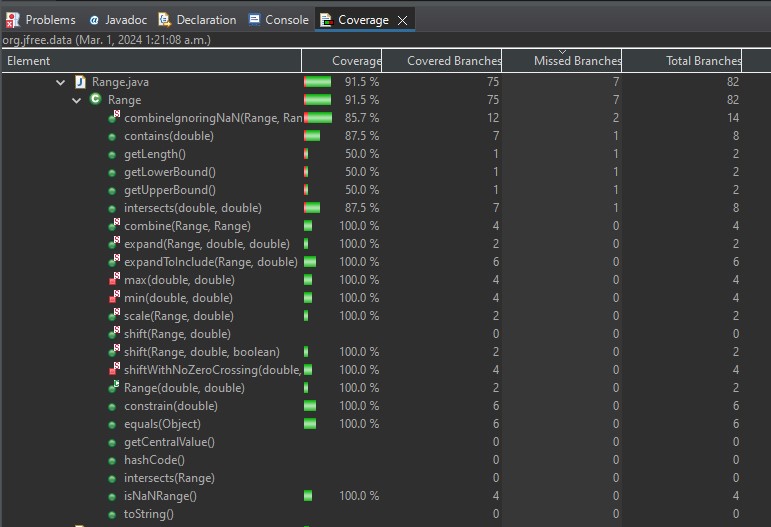 Problems Javadoc Declaration Console Coverage
org.jfree.data (Mar. 1, 2024 1:21:08 a.m.)
Element Coverage Covered Branches Missed Branches Total Branches
Range.java 91.5 % 75 7 82
Range 91.5 % 75 7 82
combineIgnoringNaN(Range, Ran 85.7 % 12 2 14
contains(double) 87.5 % 7 1 8
getLength() 50.0 % 1 1 2
getLowerBound() 50.0 % 1 1 2
getUpperBound() 50.0 % 1 1 2
intersects(double, double) 87.5 % 7 1 8
combine(Range, Range) 100.0 % 4 0 4
expand(Range, double, double) 100.0 % 2 0 2
expandToInclude(Range, double) 100.0 % 6 0 6
max(double, double) 100.0 % 4 0 4
min(double, double) 100.0 % 4 0 4
scale(Range, double) 100.0 % 2 0 2
shift(Range, double) 0 0 0
shift(Range, double, boolean) 100.0 % 2 0 2
shiftWithNoZeroCrossing(double, 100.0 % 4 0 4
Range(double, double) 100.0 % 2 0 2
constrain(double) 100.0 % 6 0 6
equals(Object) 100.0 % 6 0 6
getCentralValue() 0 0 0
hashCode() 0 0 0
intersects(Range) 0 0 0
isNaNRange() 100.0 % 4 0 4
toString() 0 0 0